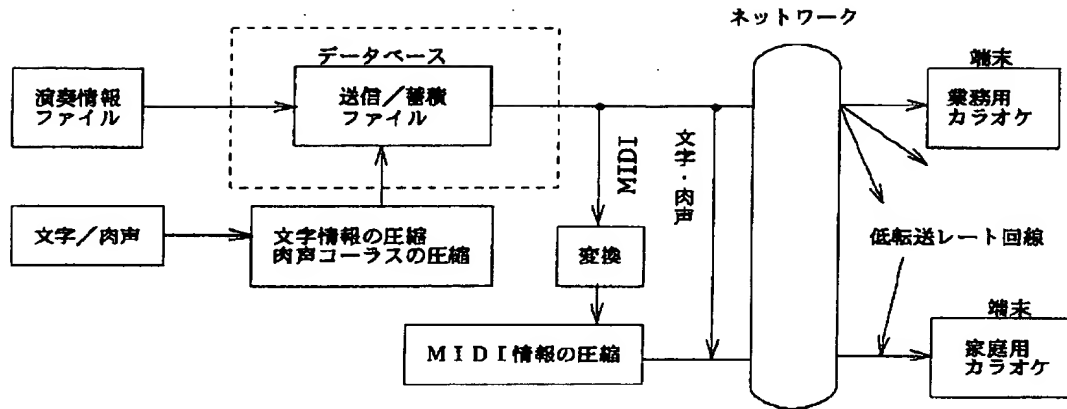 ネットワーク
データベース
端末
演奏情報
ファイル
送信／蓄積
ファイル
業務用
カラオケ
MIDI
文字・肉声
文字／肉声
文字情報の圧縮
肉声コーラスの圧縮
変換
低転送レート回線
端末
ＭＩＤＩ情報の圧縮
家庭用
カラオケ